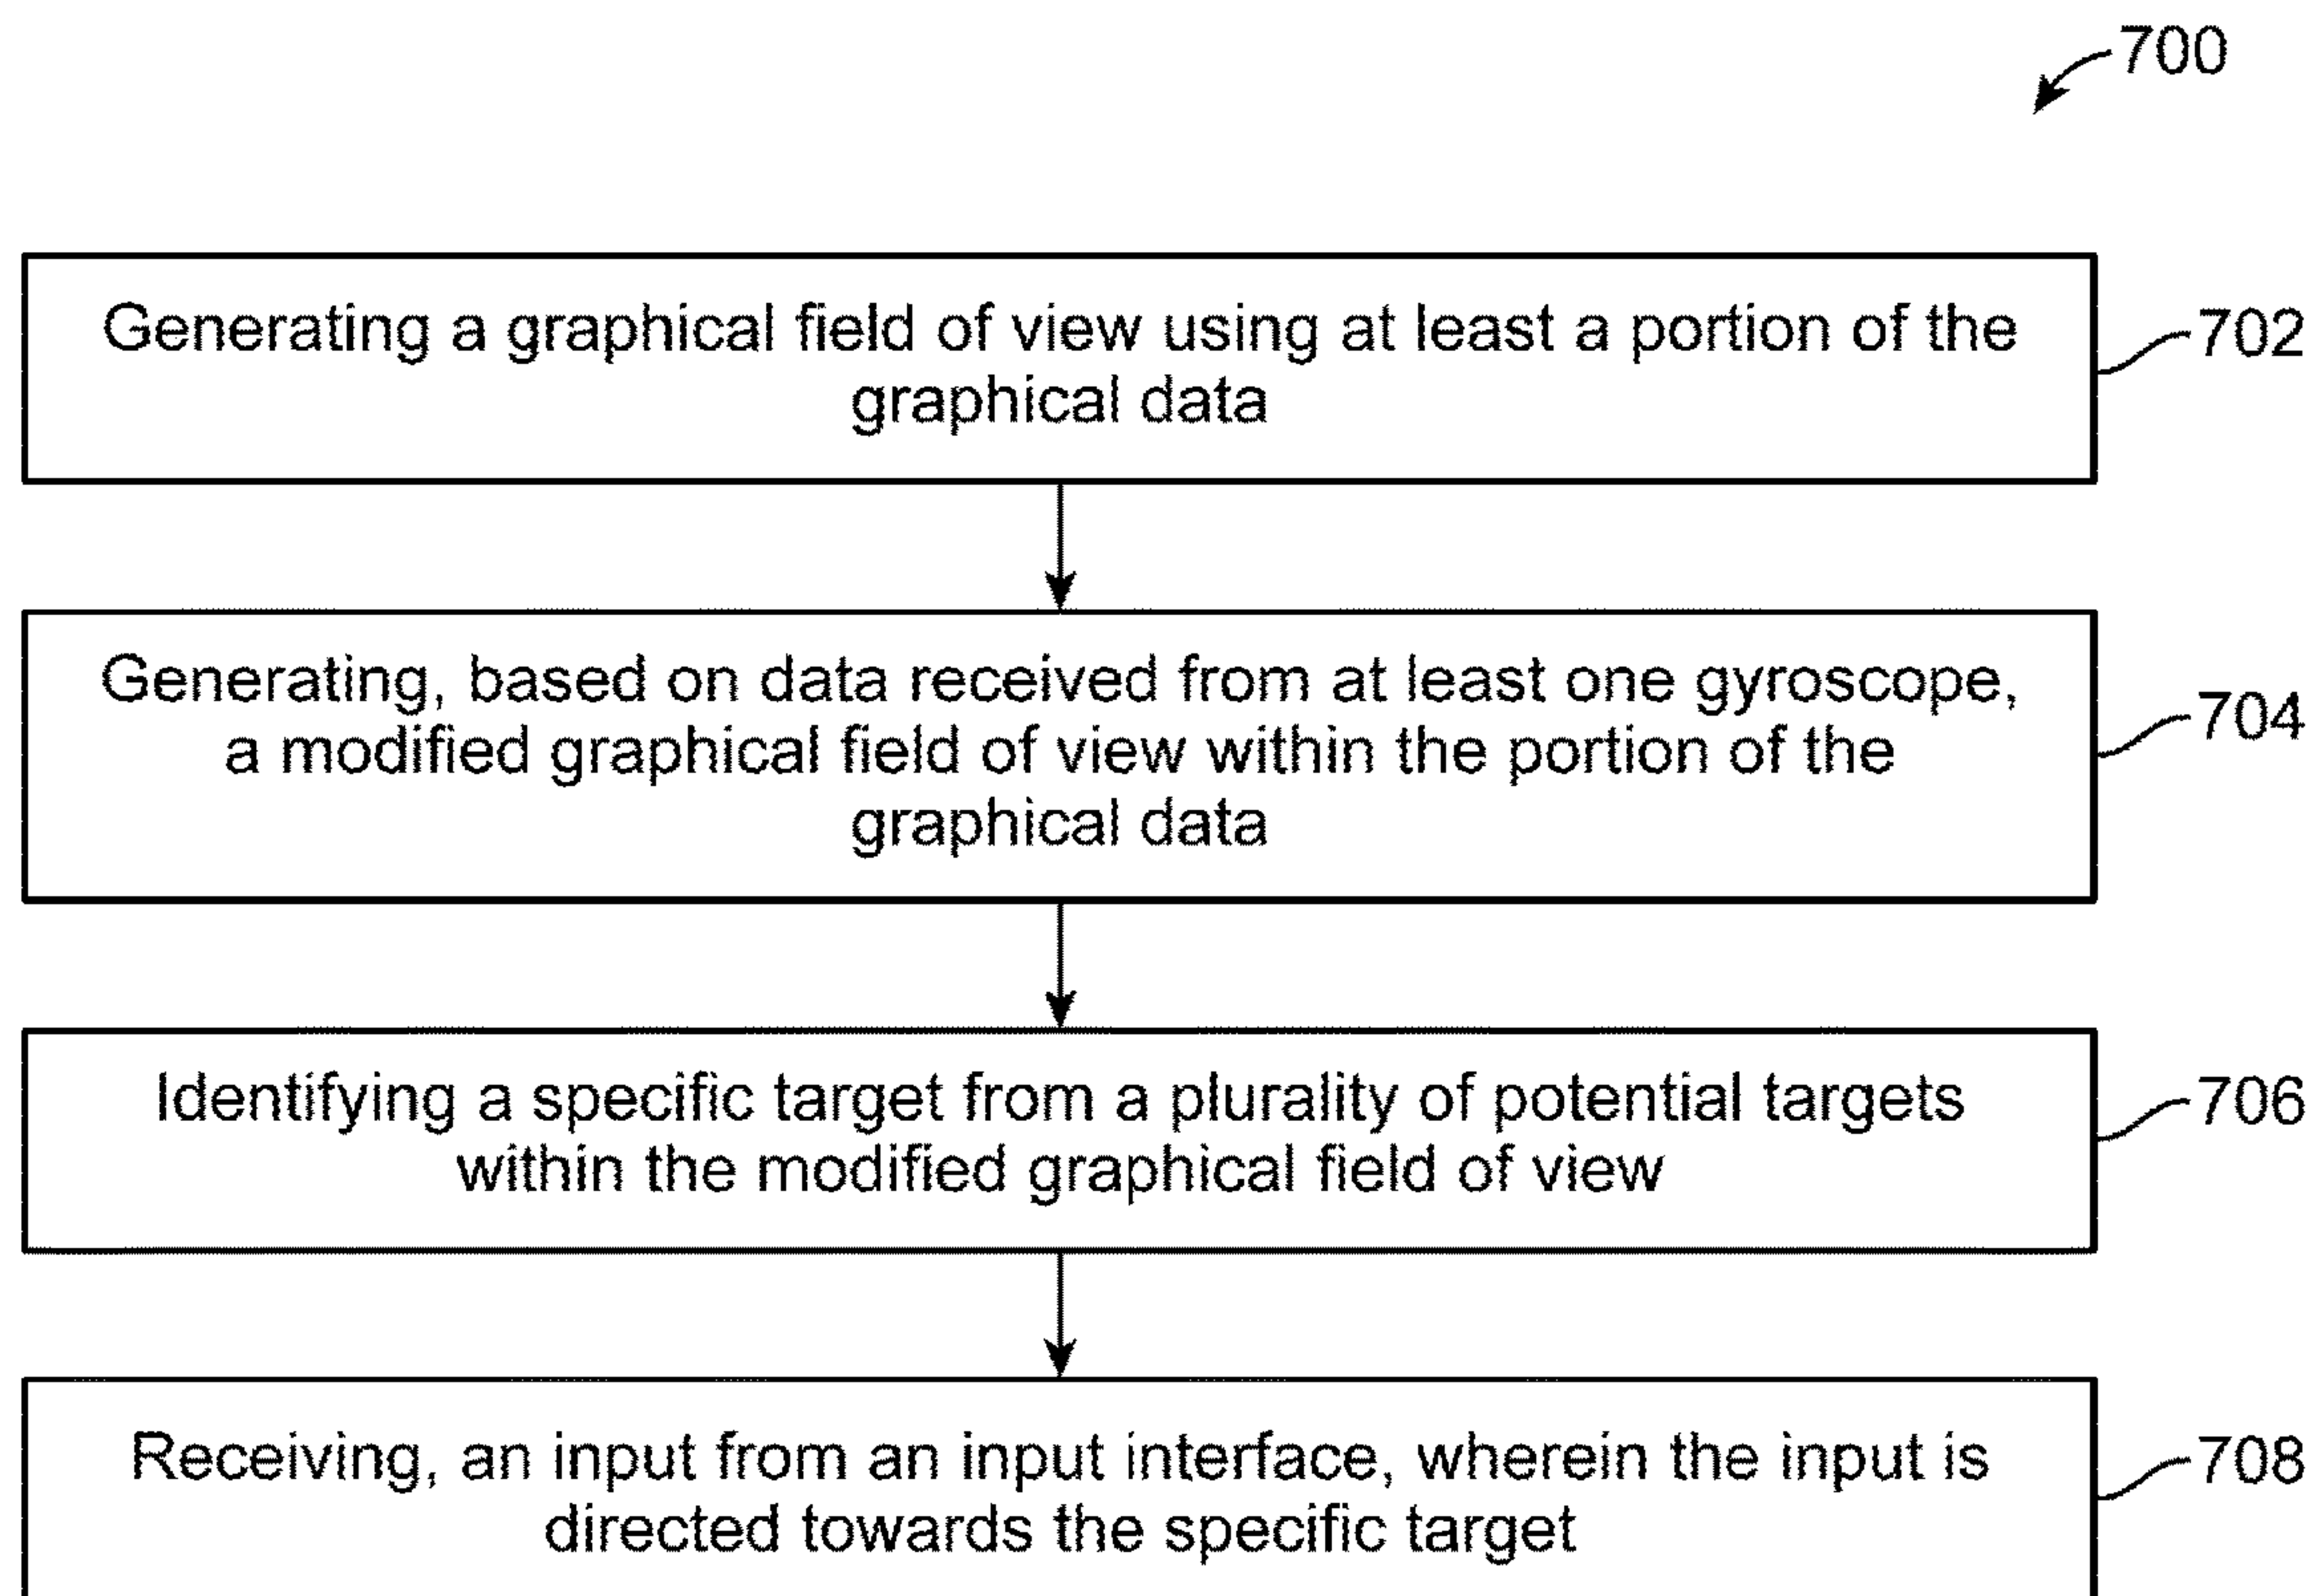 700
Generating a graphical field of view using at least a portion of the
graphical data
702
Generating, based on data received from at least one gyroscope,
a modified graphical field of view within the portion of the
graphical data
704
Identifying a specific target from a plurality of potential targets
within the modified graphical field of view
706
Receiving, an input from an input interface, wherein the input is
directed towards the specific target
708